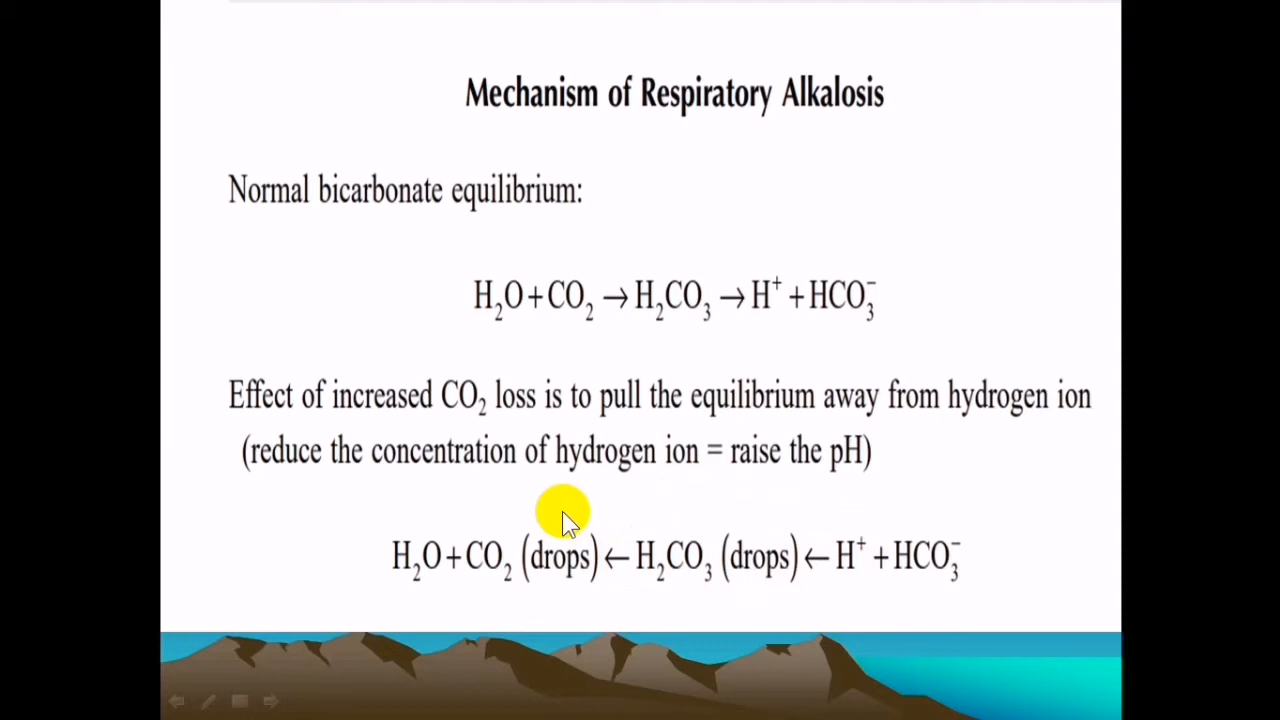 Mechanism of Respiratory Alkalosis
Normal bicarbonate equilibrium:
H₂O + CO₂ → H₂CO₃ → H⁺ + HCO₃⁻
Effect of increased CO₂ loss is to pull the equilibrium away from hydrogen ion
(reduce the concentration of hydrogen ion = raise the pH)
H₂O + CO₂ (drops) ← H₂CO₃ (drops) ← H⁺ + HCO₃⁻